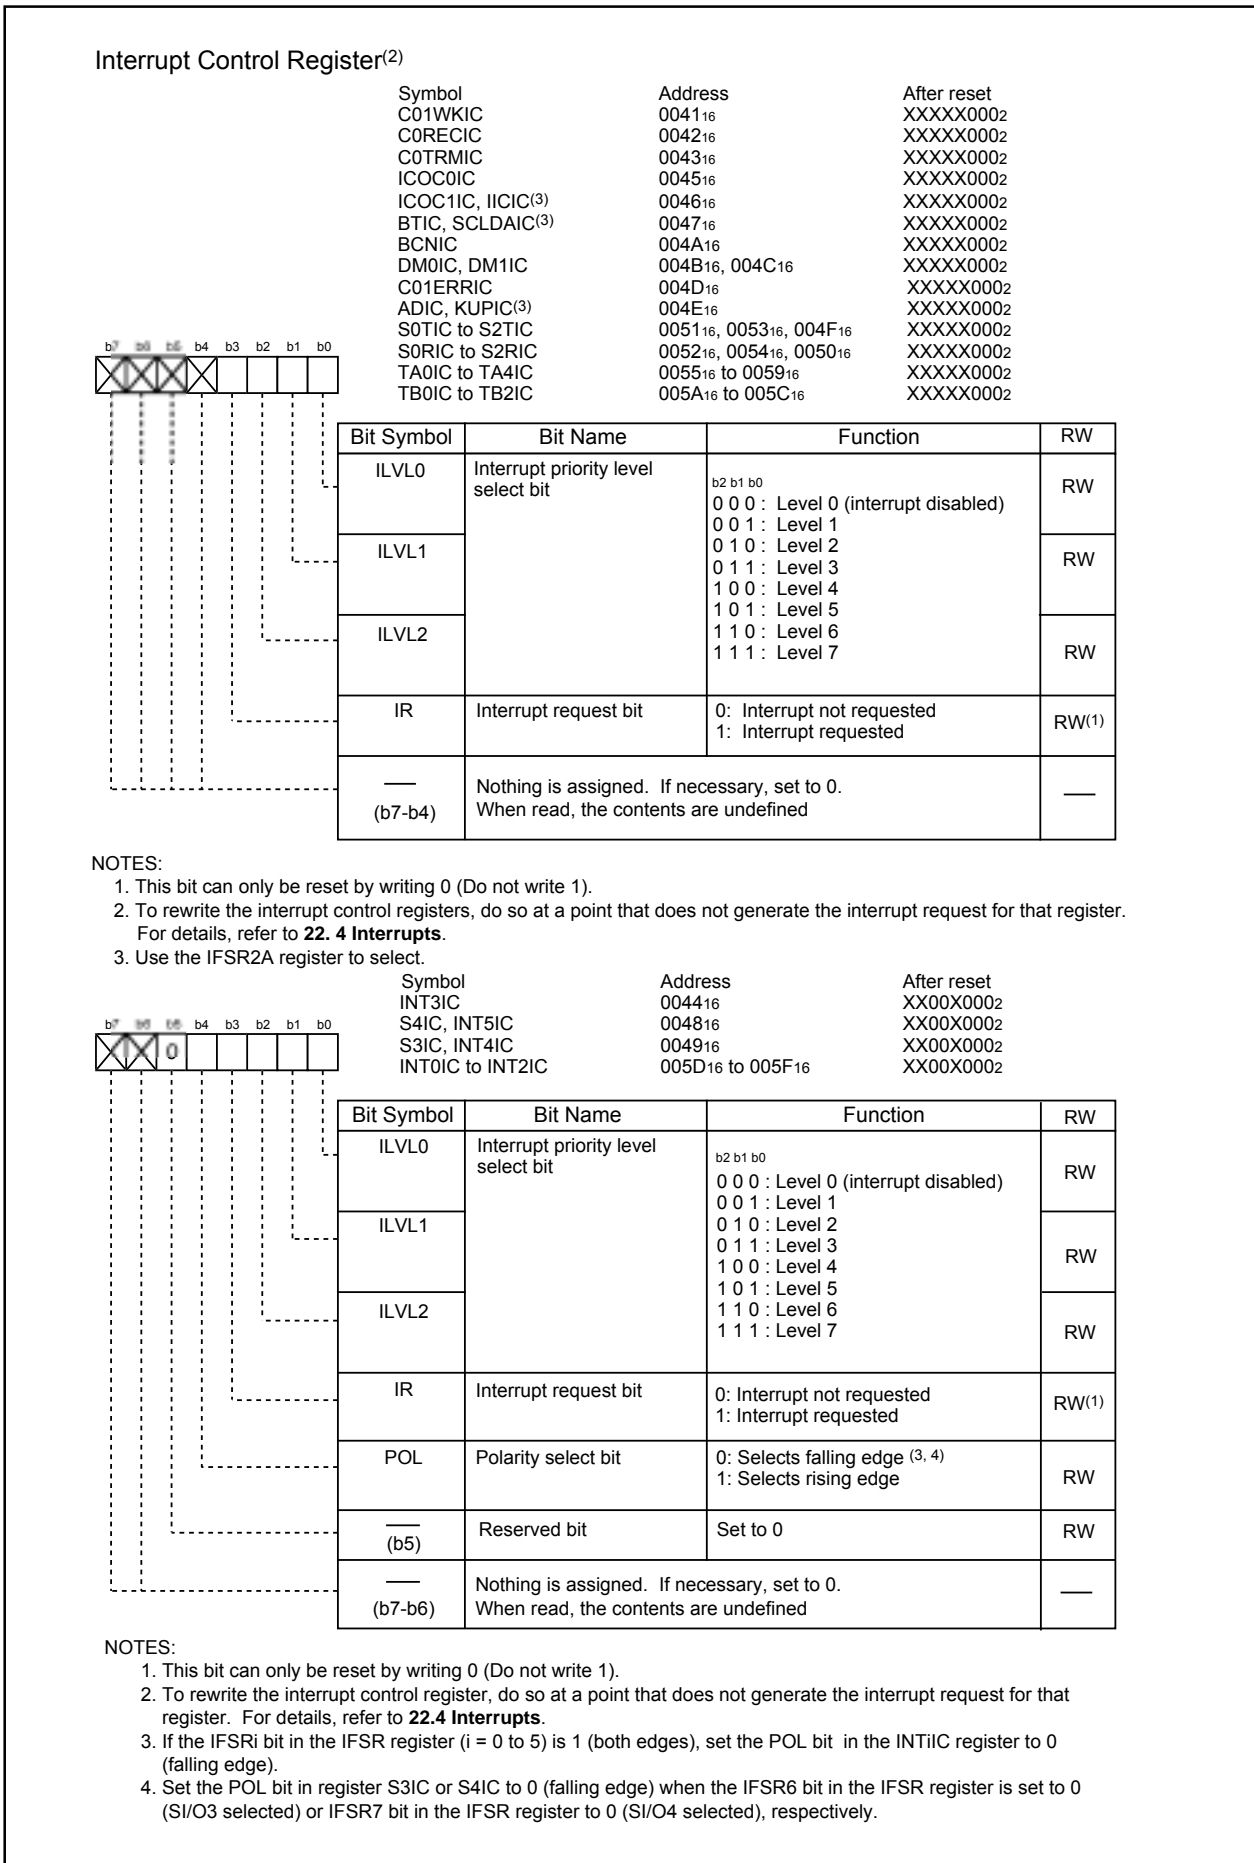 Interrupt Control Register(2)
Symbol Address After reset
C01WKIC 004116 XXXXX0002
C0RECIC 004216 XXXXX0002
C0TRMIC 004316 XXXXX0002
ICOC0IC 004516 XXXXX0002
ICOC1IC, IICIC(3) 004616 XXXXX0002
BTIC, SCLDAIC(3) 004716 XXXXX0002
BCNIC 004A16 XXXXX0002
DM0IC, DM1IC 004B16, 004C16 XXXXX0002
C01ERRIC 004D16 XXXXX0002
ADIC, KUPIC(3) 004E16 XXXXX0002
S0TIC to S2TIC 005116, 005316, 004F16 XXXXX0002
S0RIC to S2RIC 005216, 005416, 005016 XXXXX0002
TA0IC to TA4IC 005516 to 005916 XXXXX0002
TB0IC to TB2IC 005A16 to 005C16 XXXXX0002
b7 b6 b5 b4 b3 b2 b1 b0
Bit Symbol Bit Name Function RW
ILVL0 Interrupt priority level
select bit
b2 b1 b0
RW
0 0 0 : Level 0 (interrupt disabled)
0 0 1 : Level 1
ILVL1 0 1 0 : Level 2 RW
0 1 1 : Level 3
1 0 0 : Level 4
1 0 1 : Level 5
ILVL2 1 1 0 : Level 6
1 1 1 : Level 7 RW
IR Interrupt request bit 0: Interrupt not requested RW(1)
1: Interrupt requested
Nothing is assigned. If necessary, set to 0.
(b7-b4) When read, the contents are undefined
NOTES:
1. This bit can only be reset by writing 0 (Do not write 1).
2. To rewrite the interrupt control registers, do so at a point that does not generate the interrupt request for that register.
For details, refer to 22. 4 Interrupts.
3. Use the IFSR2A register to select.
Symbol Address After reset
INT3IC 004416 XX00X0002
S4IC, INT5IC 004816 XX00X0002
S3IC, INT4IC 004916 XX00X0002
INT0IC to INT2IC 005D16 to 005F16 XX00X0002
b7 b6 b5 b4 b3 b2 b1 b0
0
Bit Symbol Bit Name Function RW
ILVL0 Interrupt priority level
select bit
b2 b1 b0
RW
0 0 0 : Level 0 (interrupt disabled)
0 0 1 : Level 1
ILVL1 0 1 0 : Level 2
0 1 1 : Level 3 RW
1 0 0 : Level 4
1 0 1 : Level 5
ILVL2 1 1 0 : Level 6
1 1 1 : Level 7 RW
IR Interrupt request bit 0: Interrupt not requested RW(1)
1: Interrupt requested
POL Polarity select bit 0: Selects falling edge (3, 4)
1: Selects rising edge RW
Reserved bit Set to 0 RW
(b5)
Nothing is assigned. If necessary, set to 0.
(b7-b6) When read, the contents are undefined
NOTES:
1. This bit can only be reset by writing 0 (Do not write 1).
2. To rewrite the interrupt control register, do so at a point that does not generate the interrupt request for that
register. For details, refer to 22.4 Interrupts.
3. If the IFSRi bit in the IFSR register (i = 0 to 5) is 1 (both edges), set the POL bit in the INTiIC register to 0
(falling edge).
4. Set the POL bit in register S3IC or S4IC to 0 (falling edge) when the IFSR6 bit in the IFSR register is set to 0
(SI/O3 selected) or IFSR7 bit in the IFSR register to 0 (SI/O4 selected), respectively.